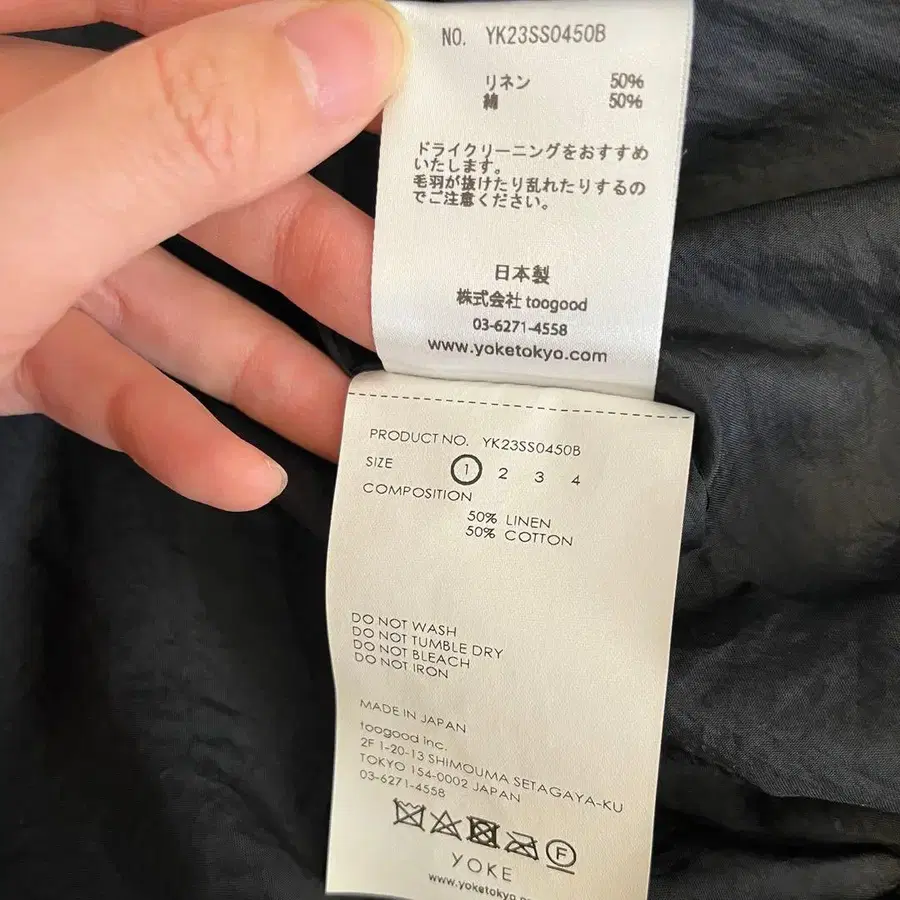 NO. YK23SS0450B
リネン 50%
綿 50%
ドライクリーニングをおすすめ
いたします。
毛羽が抜けたり乱れたりするの
でご注意ください。
日本製
株式会社 toogood
03-6271-4558
www.yoketokyo.com
PRODUCT NO. YK23SS0450B
SIZE 1 2 3 4
COMPOSITION
50% LINEN
50% COTTON
DO NOT WASH
DO NOT TUMBLE DRY
DO NOT BLEACH
DO NOT IRON
MADE IN JAPAN
toogood inc.
2F 1-20-13 SHIMOUMA SETAGAYA-KU
TOKYO 154-0002 JAPAN
03-6271-4558
F
YOKE
www.yoketokyo.com